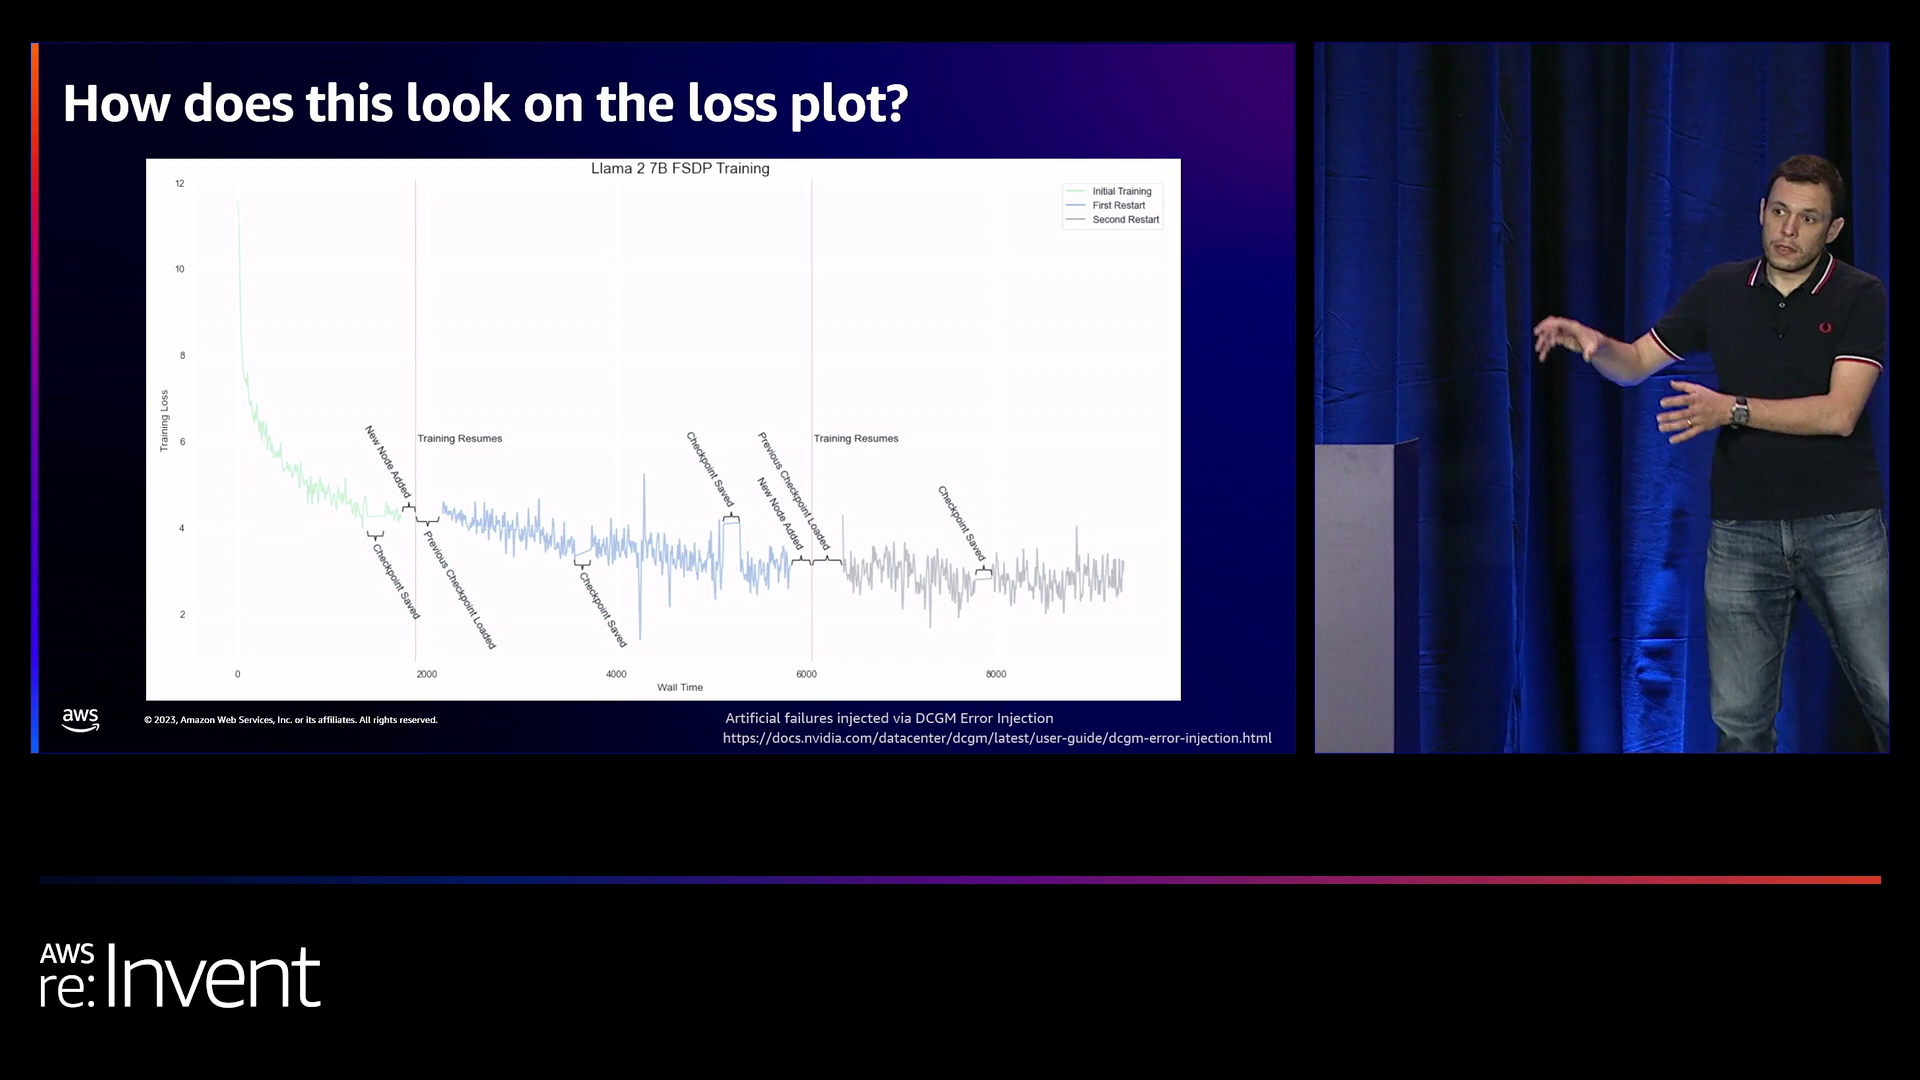 How does this look on the loss plot?
Llama 2 7B FSDP Training
12
10
8
6
4
2
Training Loss
Initial Training
First Restart
Second Restart
New Node Added
Training Resumes
Checkpoint Saved
Previous Checkpoint Loaded
Checkpoint Saved
Checkpoint Saved
Previous Checkpoint Loaded
New Node Added
Training Resumes
Checkpoint Saved
0
2000
4000
6000
8000
Wall Time
aws
© 2023, Amazon Web Services, Inc. or its affiliates. All rights reserved.
Artificial failures injected via DCGM Error Injection
https://docs.nvidia.com/datacenter/dcgm/latest/user-guide/dcgm-error-injection.html
AWS
re:Invent